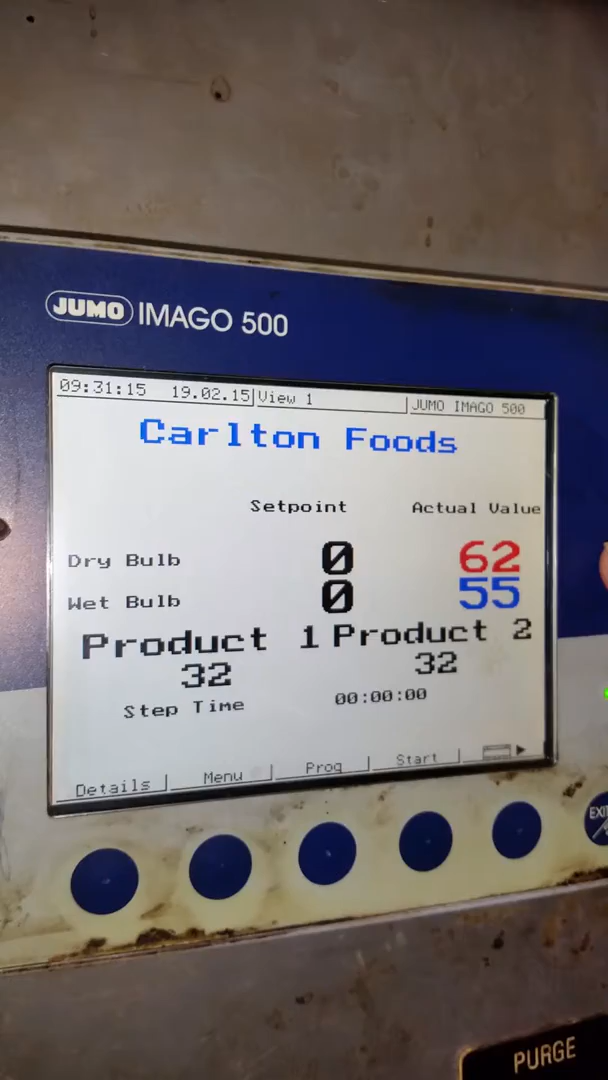 JUMO IMAGO 500
09:31:15 19.02.15 View 1 JUMO IMAGO 500
Carlton Foods
Setpoint Actual Value
Dry Bulb 0 62
Wet Bulb 0 55
Product 1 Product 2
32 32
Step Time 00:00:00
Details Menu Prog Start
EXIT
PURGE